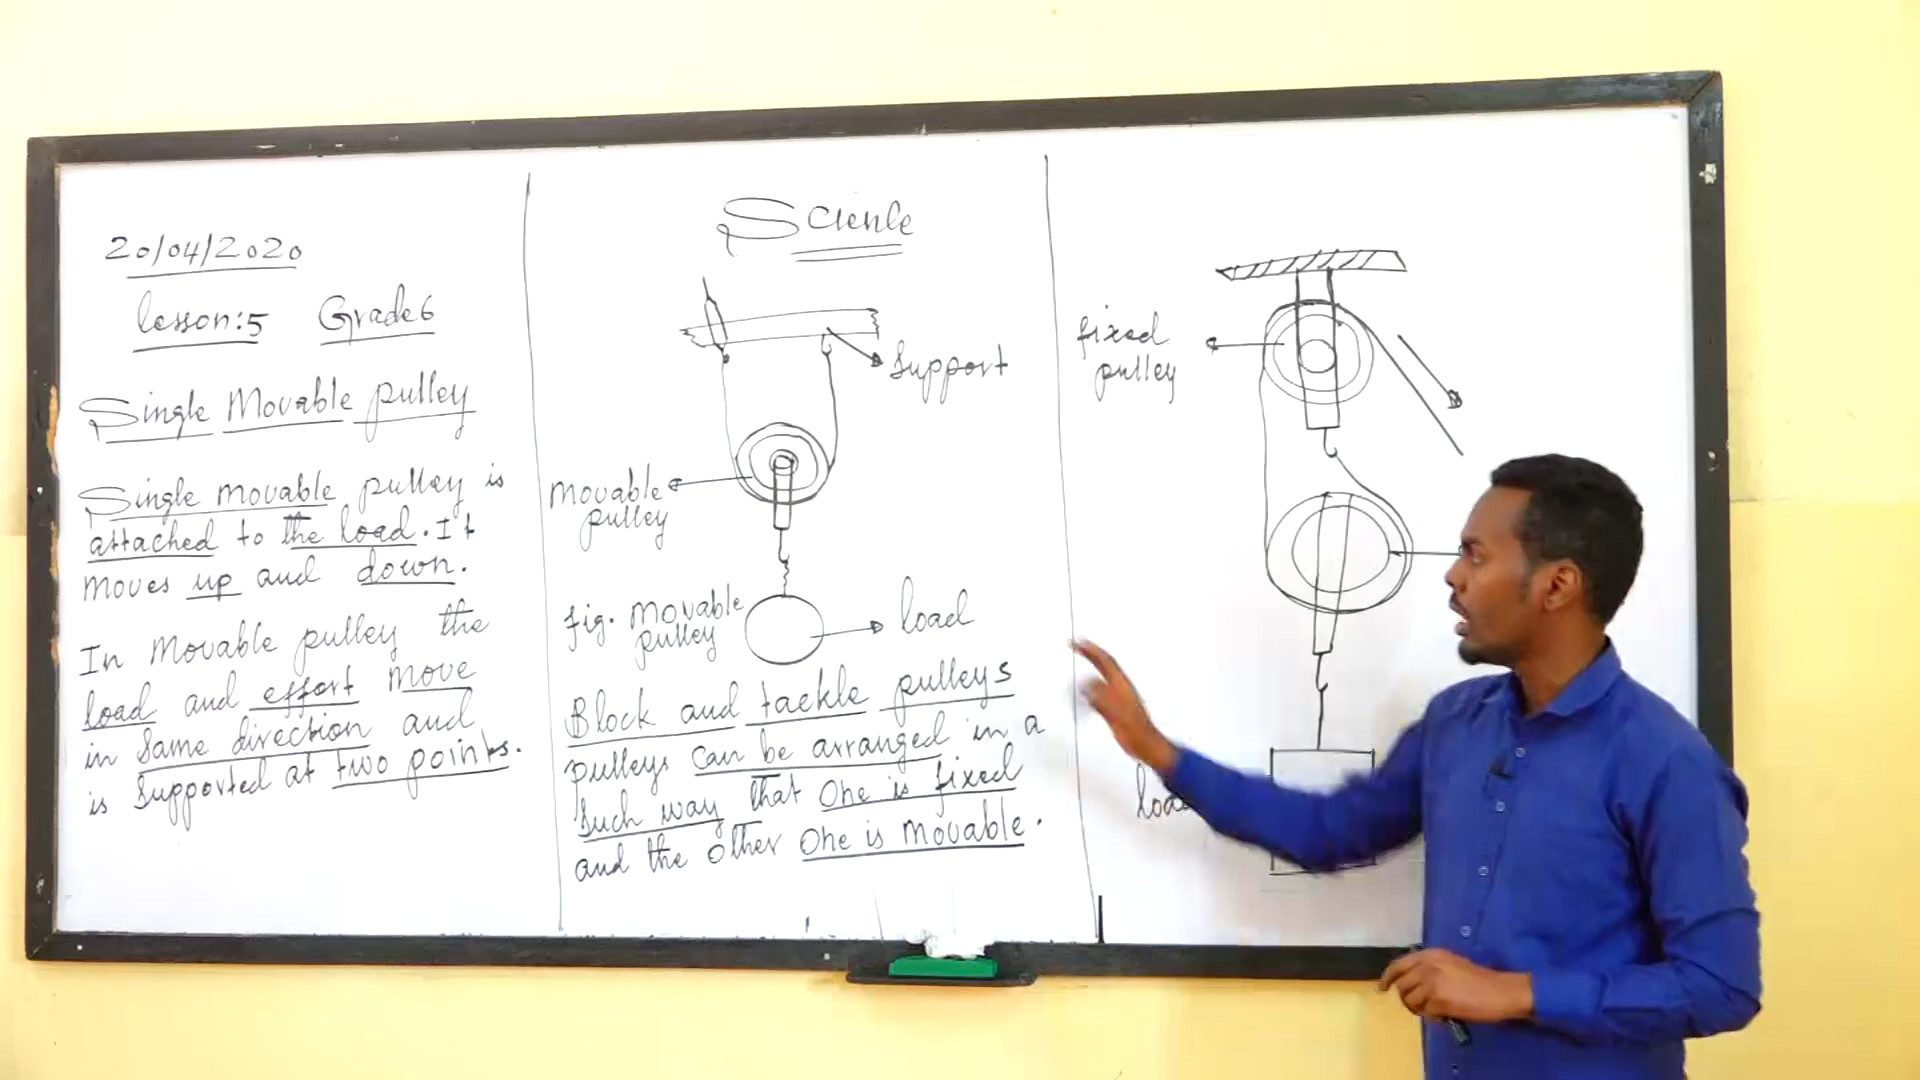 20/04/2020
lesson:5 Grade6
Single Movable pulley
Single movable pulley is
attached to the load. It
moves up and down.
In Movable pulley the
load and effort move
in Same direction and
is Supported at two points.
Science
Support
Movable
pulley
fig. Movable
pulley
load
Block and tackle pulleys
pulleys can be arranged in a
Such way that One is fixed
and the other One is movable.
fixed
pulley
load